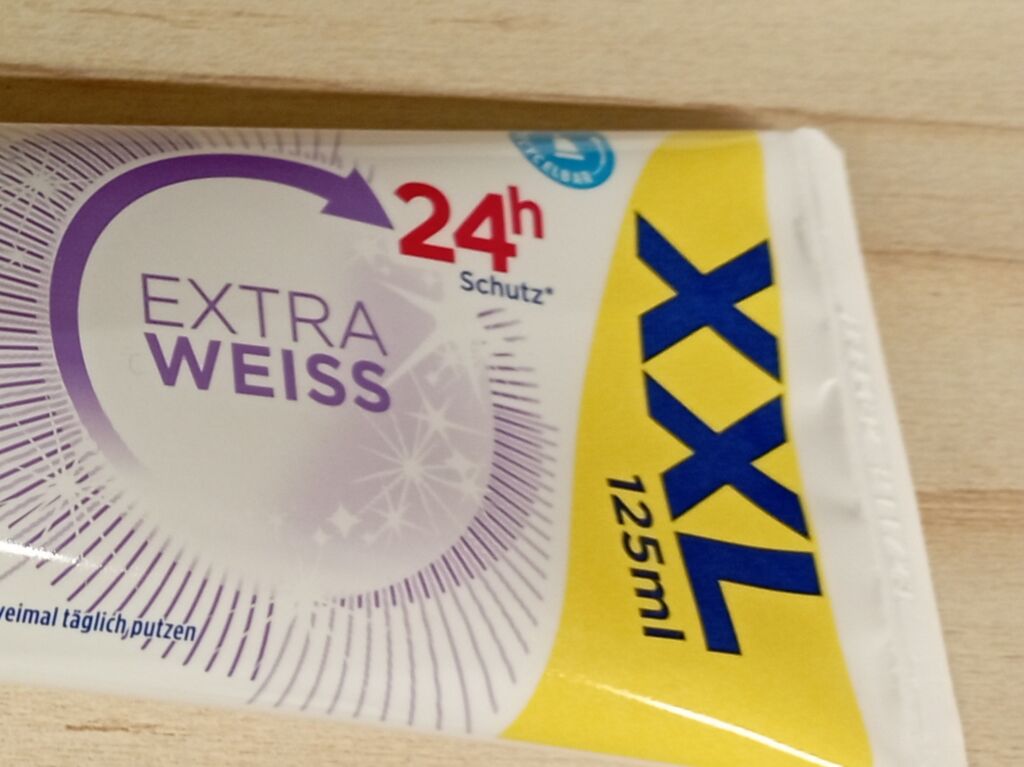 24h
Schutz*
EXTRA
WEISS
täglich putzen
XXL
125ml